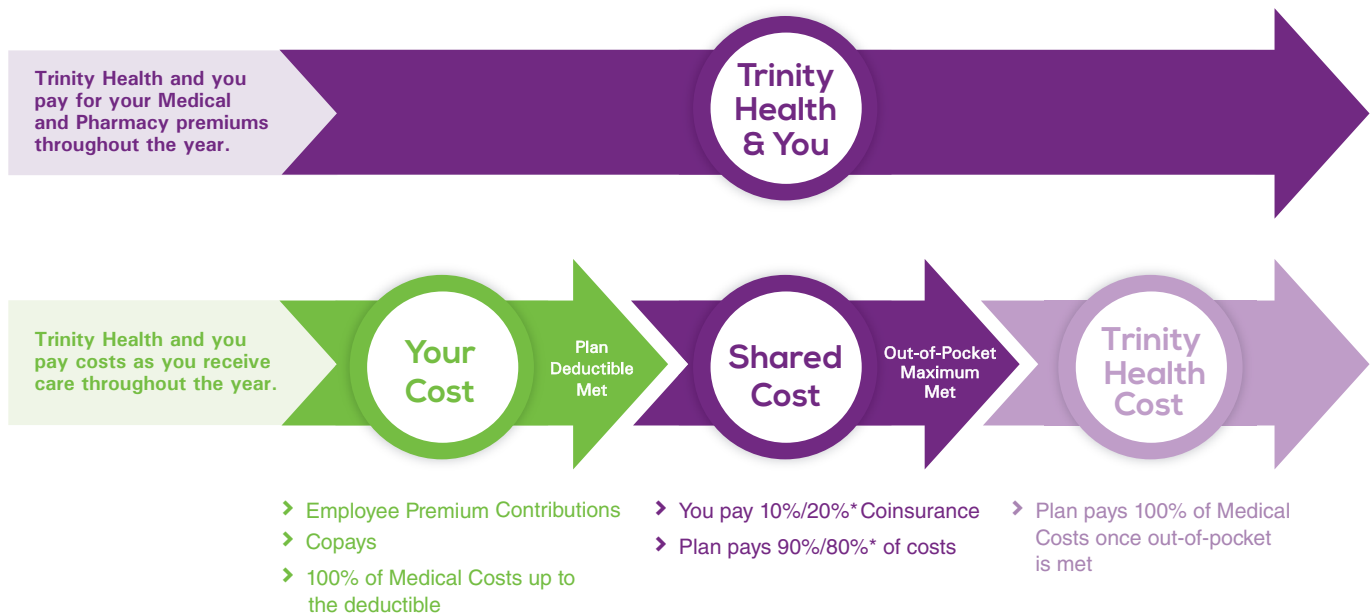 Trinity Health and you
pay for your Medical
and Pharmacy premiums
throughout the year.
Trinity
Health
& You
Trinity Health and you
pay costs as you receive
care throughout the year.
Your
Cost
Plan
Deductible
Met
Shared
Cost
Out-of-Pocket
Maximum
Met
Trinity
Health
Cost
Employee Premium Contributions
Copays
100% of Medical Costs up to
the deductible
You pay 10%/20%* Coinsurance
Plan pays 90%/80%* of costs
Plan pays 100% of Medical
Costs once out-of-pocket
is met